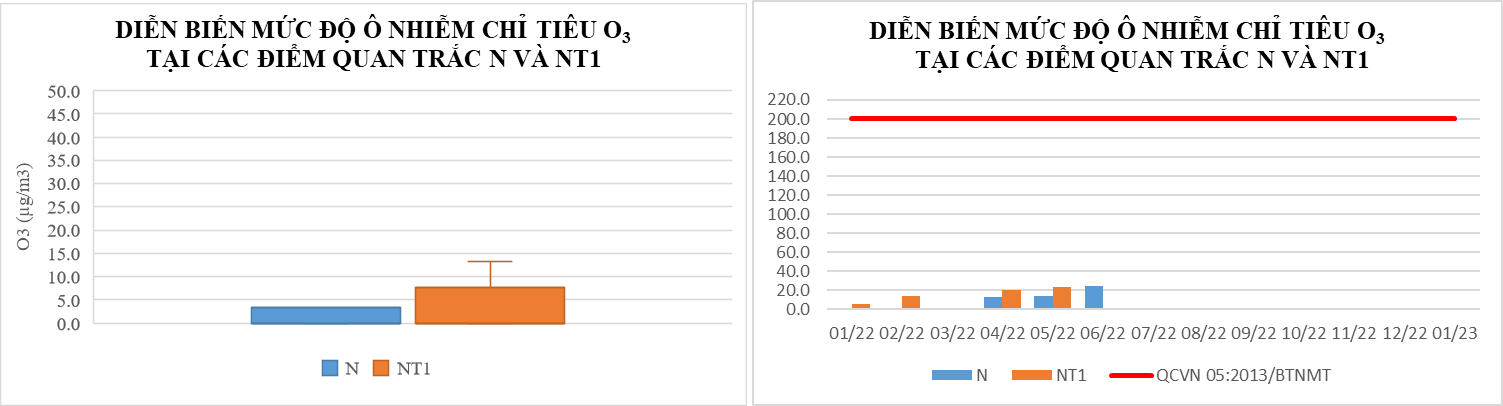 DIỄN BIẾN MỨC ĐỘ Ô NHIỄM CHỈ TIÊU O3
TẠI CÁC ĐIỂM QUAN TRẮC N VÀ NT1
50.0
45.0
40.0
35.0
30.0
25.0
20.0
15.0
10.0
5.0
0.0
O3 (µg/m3)
N NT1
DIỄN BIẾN MỨC ĐỘ Ô NHIỄM CHỈ TIÊU O3
TẠI CÁC ĐIỂM QUAN TRẮC N VÀ NT1
220.0
200.0
180.0
160.0
140.0
120.0
100.0
80.0
60.0
40.0
20.0
0.0
01/22 02/22 03/22 04/22 05/22 06/22 07/22 08/22 09/22 10/22 11/22 12/22 01/23
N NT1 QCVN 05:2013/BTNMT